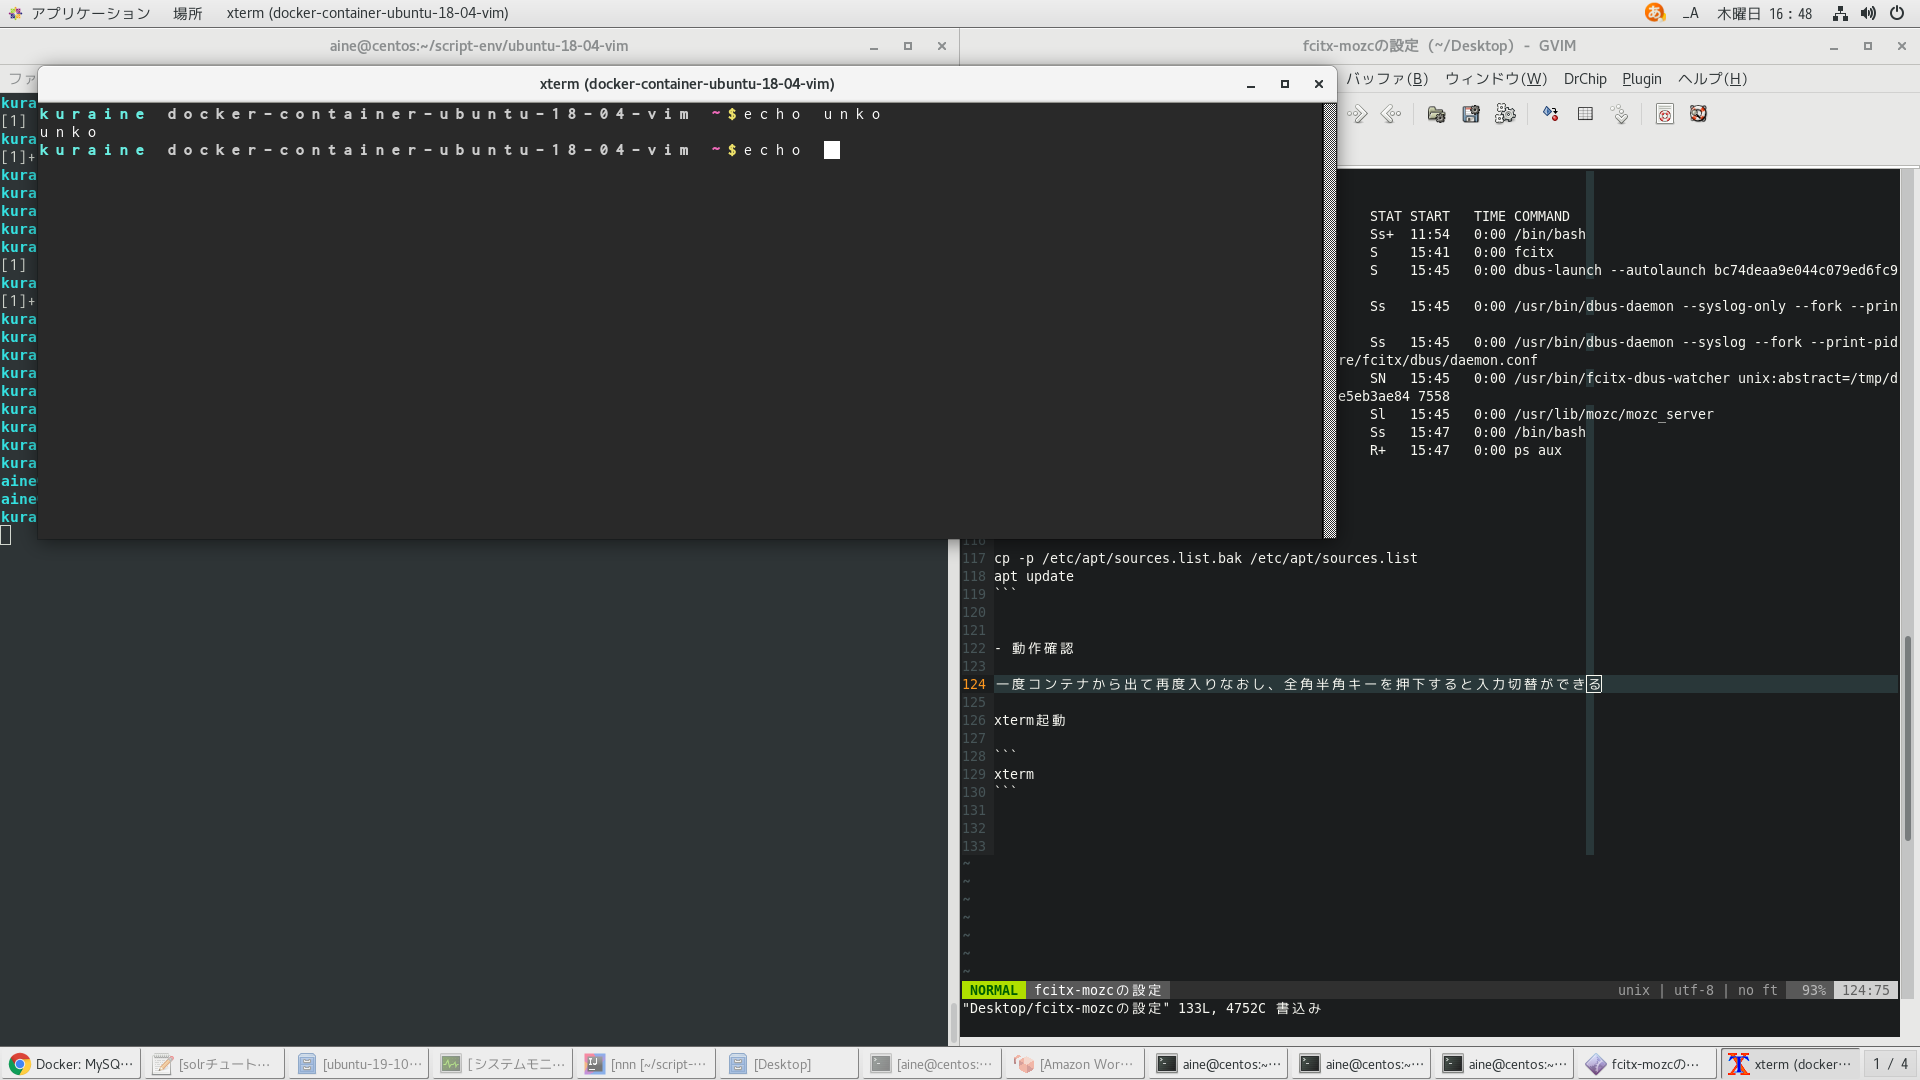 アプリケーション 場所 xterm (docker-container-ubuntu-18-04-vim) あ _A 木曜日 16：48
aine@centos:~/script-env/ubuntu-18-04-vim
fcitx-mozcの設定 (~/Desktop) - GVIM
ファ
バッファ(B) ウィンドウ(W) DrChip Plugin ヘルプ(H)
xterm (docker-container-ubuntu-18-04-vim)
kuraine docker-container-ubuntu-18-04-vim ~$echo unko
unko
kuraine docker-container-ubuntu-18-04-vim ~$echo
kura
[1]
kura
[1]+
kura
kura
kura
kura
kura
[1]
kura
[1]+
kura
kura
kura
kura
kura
kura
kura
kura
kura
aine
aine
kura
STAT START TIME COMMAND
Ss+ 11:54 0:00 /bin/bash
S 15:41 0:00 fcitx
S 15:45 0:00 dbus-launch --autolaunch bc74deaa9e044c079ed6fc9
Ss 15:45 0:00 /usr/bin/dbus-daemon --syslog-only --fork --prin
Ss 15:45 0:00 /usr/bin/dbus-daemon --syslog --fork --print-pid
re/fcitx/dbus/daemon.conf
SN 15:45 0:00 /usr/bin/fcitx-dbus-watcher unix:abstract=/tmp/d
e5eb3ae84 7558
Sl 15:45 0:00 /usr/lib/mozc/mozc_server
Ss 15:47 0:00 /bin/bash
R+ 15:47 0:00 ps aux
116
117 cp -p /etc/apt/sources.list.bak /etc/apt/sources.list
118 apt update
119 ```
120
121
122 - 動作確認
123
124 一度コンテナから出て再度入りなおし、全角半角キーを押下すると入力切替ができる
125
126 xterm起動
127
128 ```
129 xterm
130 ```
131
132
133
~
~
~
~
~
~
~
NORMAL fcitx-mozcの設定 unix | utf-8 | no ft 93% 124:75
"Desktop/fcitx-mozcの設定" 133L, 4752C 書込み
Docker: MySQ… [solrチュート… [ubuntu-19-10… [システムモニ… [nnn [~/script-… [Desktop] [aine@centos:… [Amazon Wor… aine@centos:~… aine@centos:~… aine@centos:~… fcitx-mozcの… xterm (docker… 1 / 4